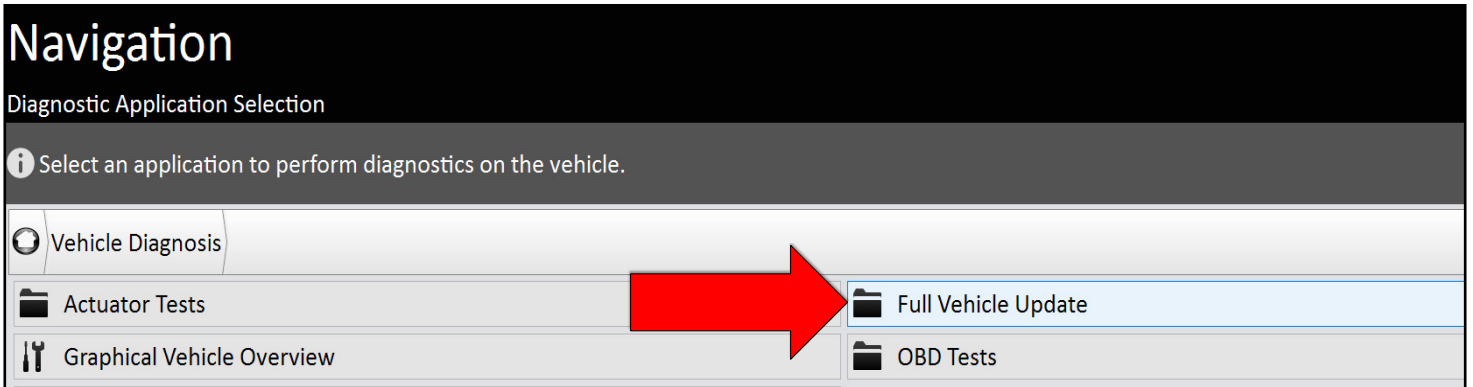 Navigation
Diagnostic Application Selection
Select an application to perform diagnostics on the vehicle.
Vehicle Diagnosis
Actuator Tests
Full Vehicle Update
Graphical Vehicle Overview
OBD Tests